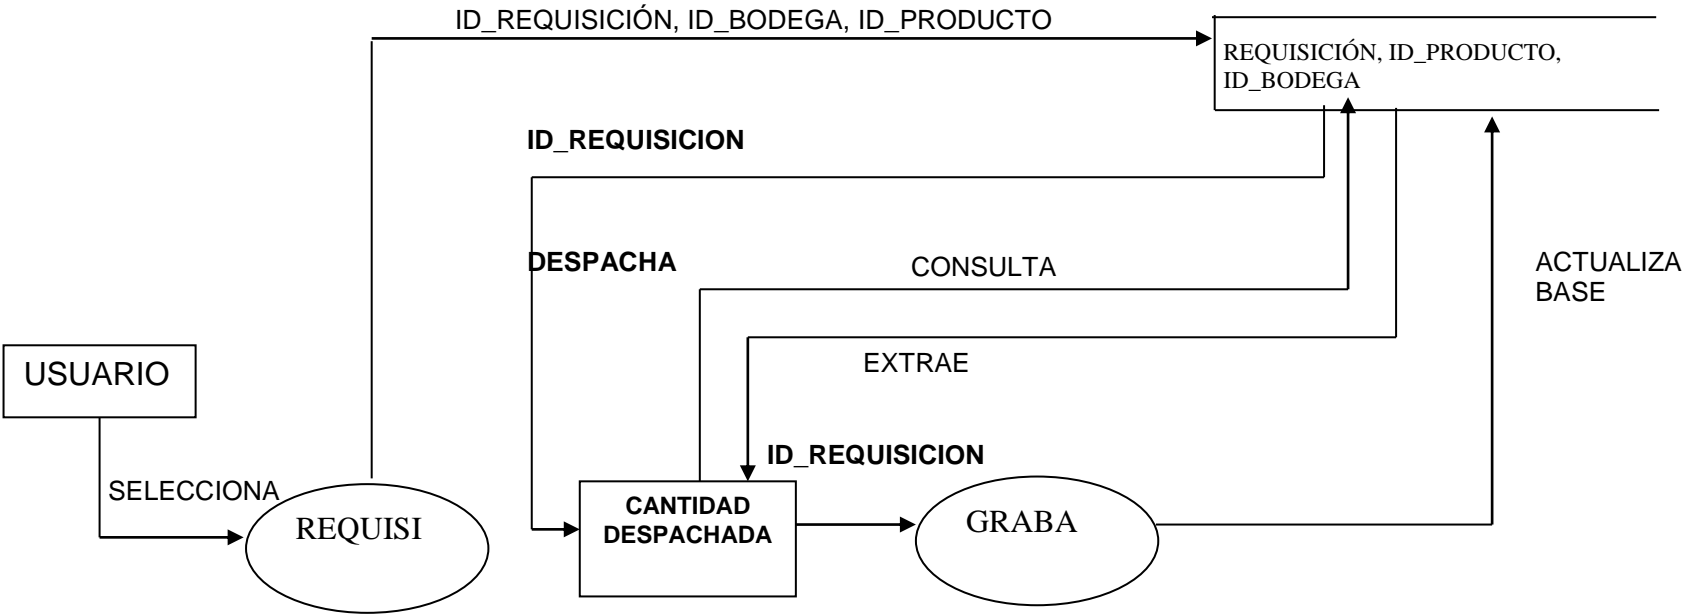 ID_REQUISICIÓN, ID_BODEGA, ID_PRODUCTO
REQUISICIÓN, ID_PRODUCTO,
ID_BODEGA
ID_REQUISICION
DESPACHA
CONSULTA
ACTUALIZA
BASE
EXTRAE
USUARIO
ID_REQUISICION
SELECCIONA
REQUISI
CANTIDAD
DESPACHADA
GRABA